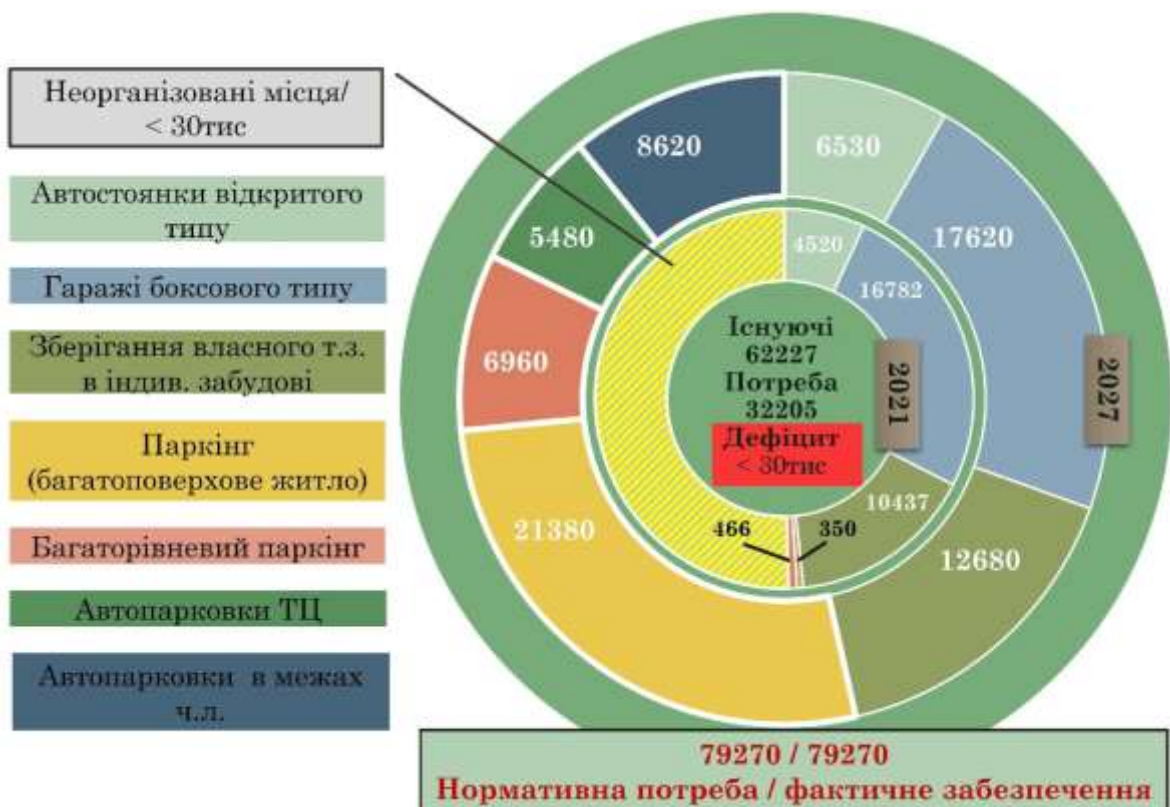 Неорганізовані місця/
< 30тис
Автостоянки відкритого
типу
Гаражі боксового типу
Зберігання власного т.з.
в індив. забудові
Паркінг
(багатоповерхове житло)
Багаторівневий паркінг
Автопарковки ТЦ
Автопарковки в межах
ч.л.
8620
6530
5480
17620
4520
16782
6960
Існуючі
62227
Потреба
32205
Дефіцит
< 30тис
2021
2027
10437
466
350
21380
12680
79270 / 79270
Нормативна потреба / фактичне забезпечення